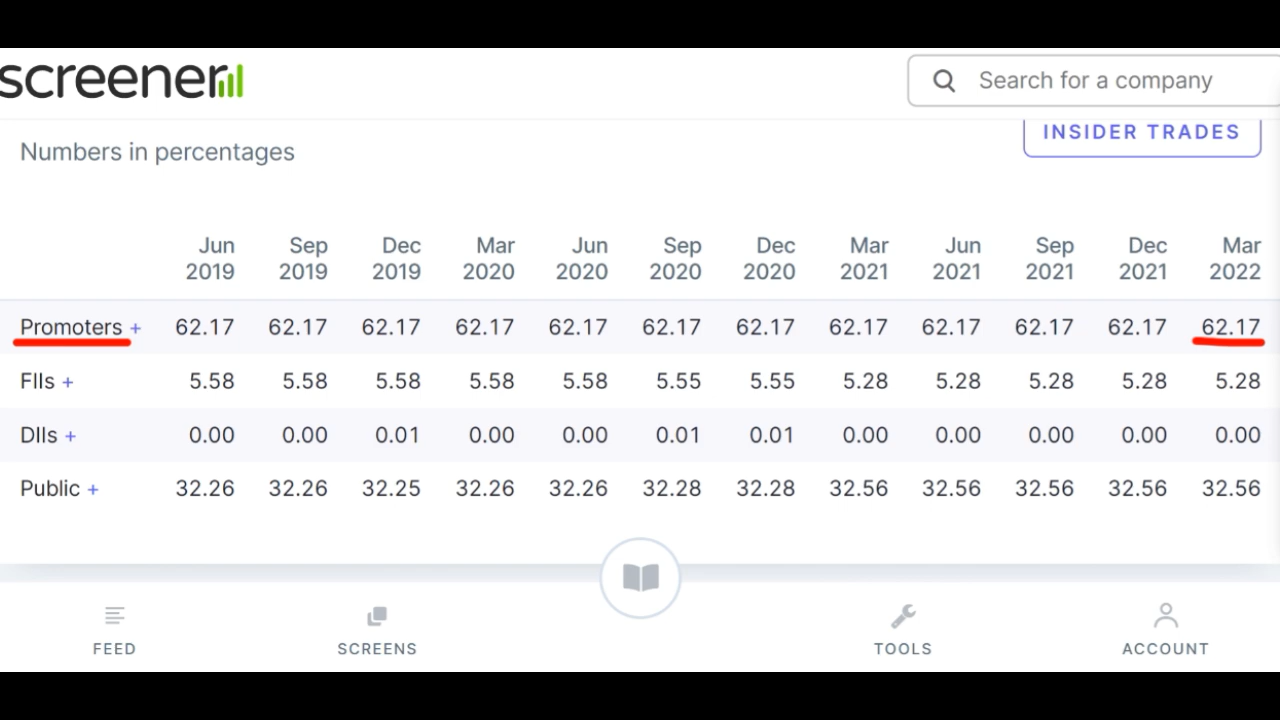 screener
Search for a company
INSIDER TRADES
Numbers in percentages
Jun 2019 Sep 2019 Dec 2019 Mar 2020 Jun 2020 Sep 2020 Dec 2020 Mar 2021 Jun 2021 Sep 2021 Dec 2021 Mar 2022
Promoters + 62.17 62.17 62.17 62.17 62.17 62.17 62.17 62.17 62.17 62.17 62.17 62.17
FIIs + 5.58 5.58 5.58 5.58 5.58 5.55 5.55 5.28 5.28 5.28 5.28 5.28
DIIs + 0.00 0.00 0.01 0.00 0.00 0.01 0.01 0.00 0.00 0.00 0.00 0.00
Public + 32.26 32.26 32.25 32.26 32.26 32.28 32.28 32.56 32.56 32.56 32.56 32.56
FEED SCREENS TOOLS ACCOUNT